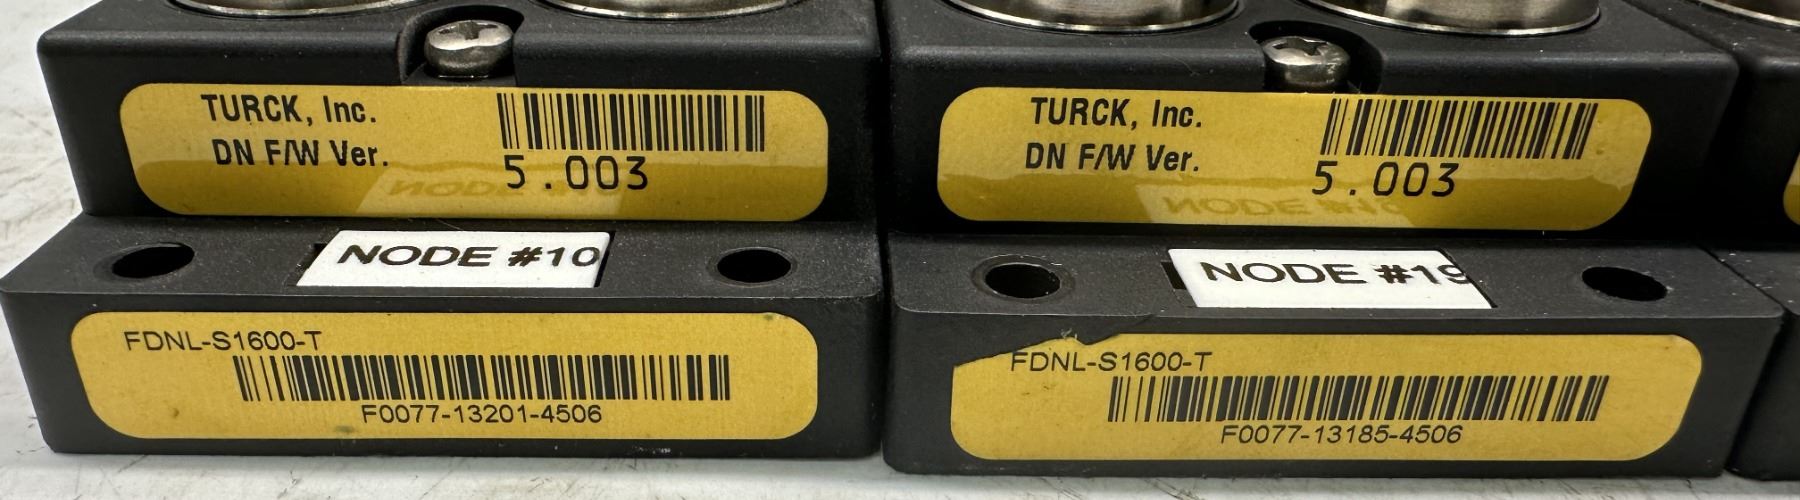 TURCK, Inc.
DN F/W Ver.
5.003
NODE #10
FDNL-S1600-T
F0077-13201-4506
TURCK, Inc.
DN F/W Ver.
5.003
NODE #19
FDNL-S1600-T
F0077-13185-4506